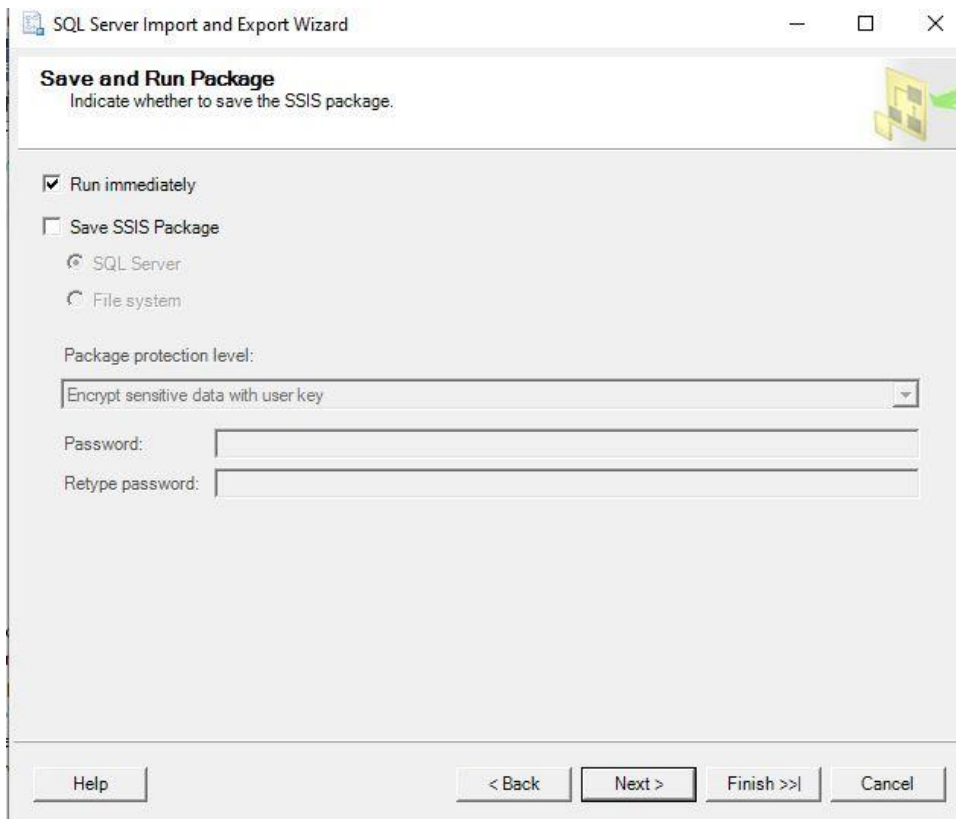 SQL Server Import and Export Wizard
Save and Run Package
Indicate whether to save the SSIS package.
Run immediately
Save SSIS Package
SQL Server
File system
Package protection level:
Encrypt sensitive data with user key
Password:
Retype password:
Help
< Back
Next >
Finish >>|
Cancel